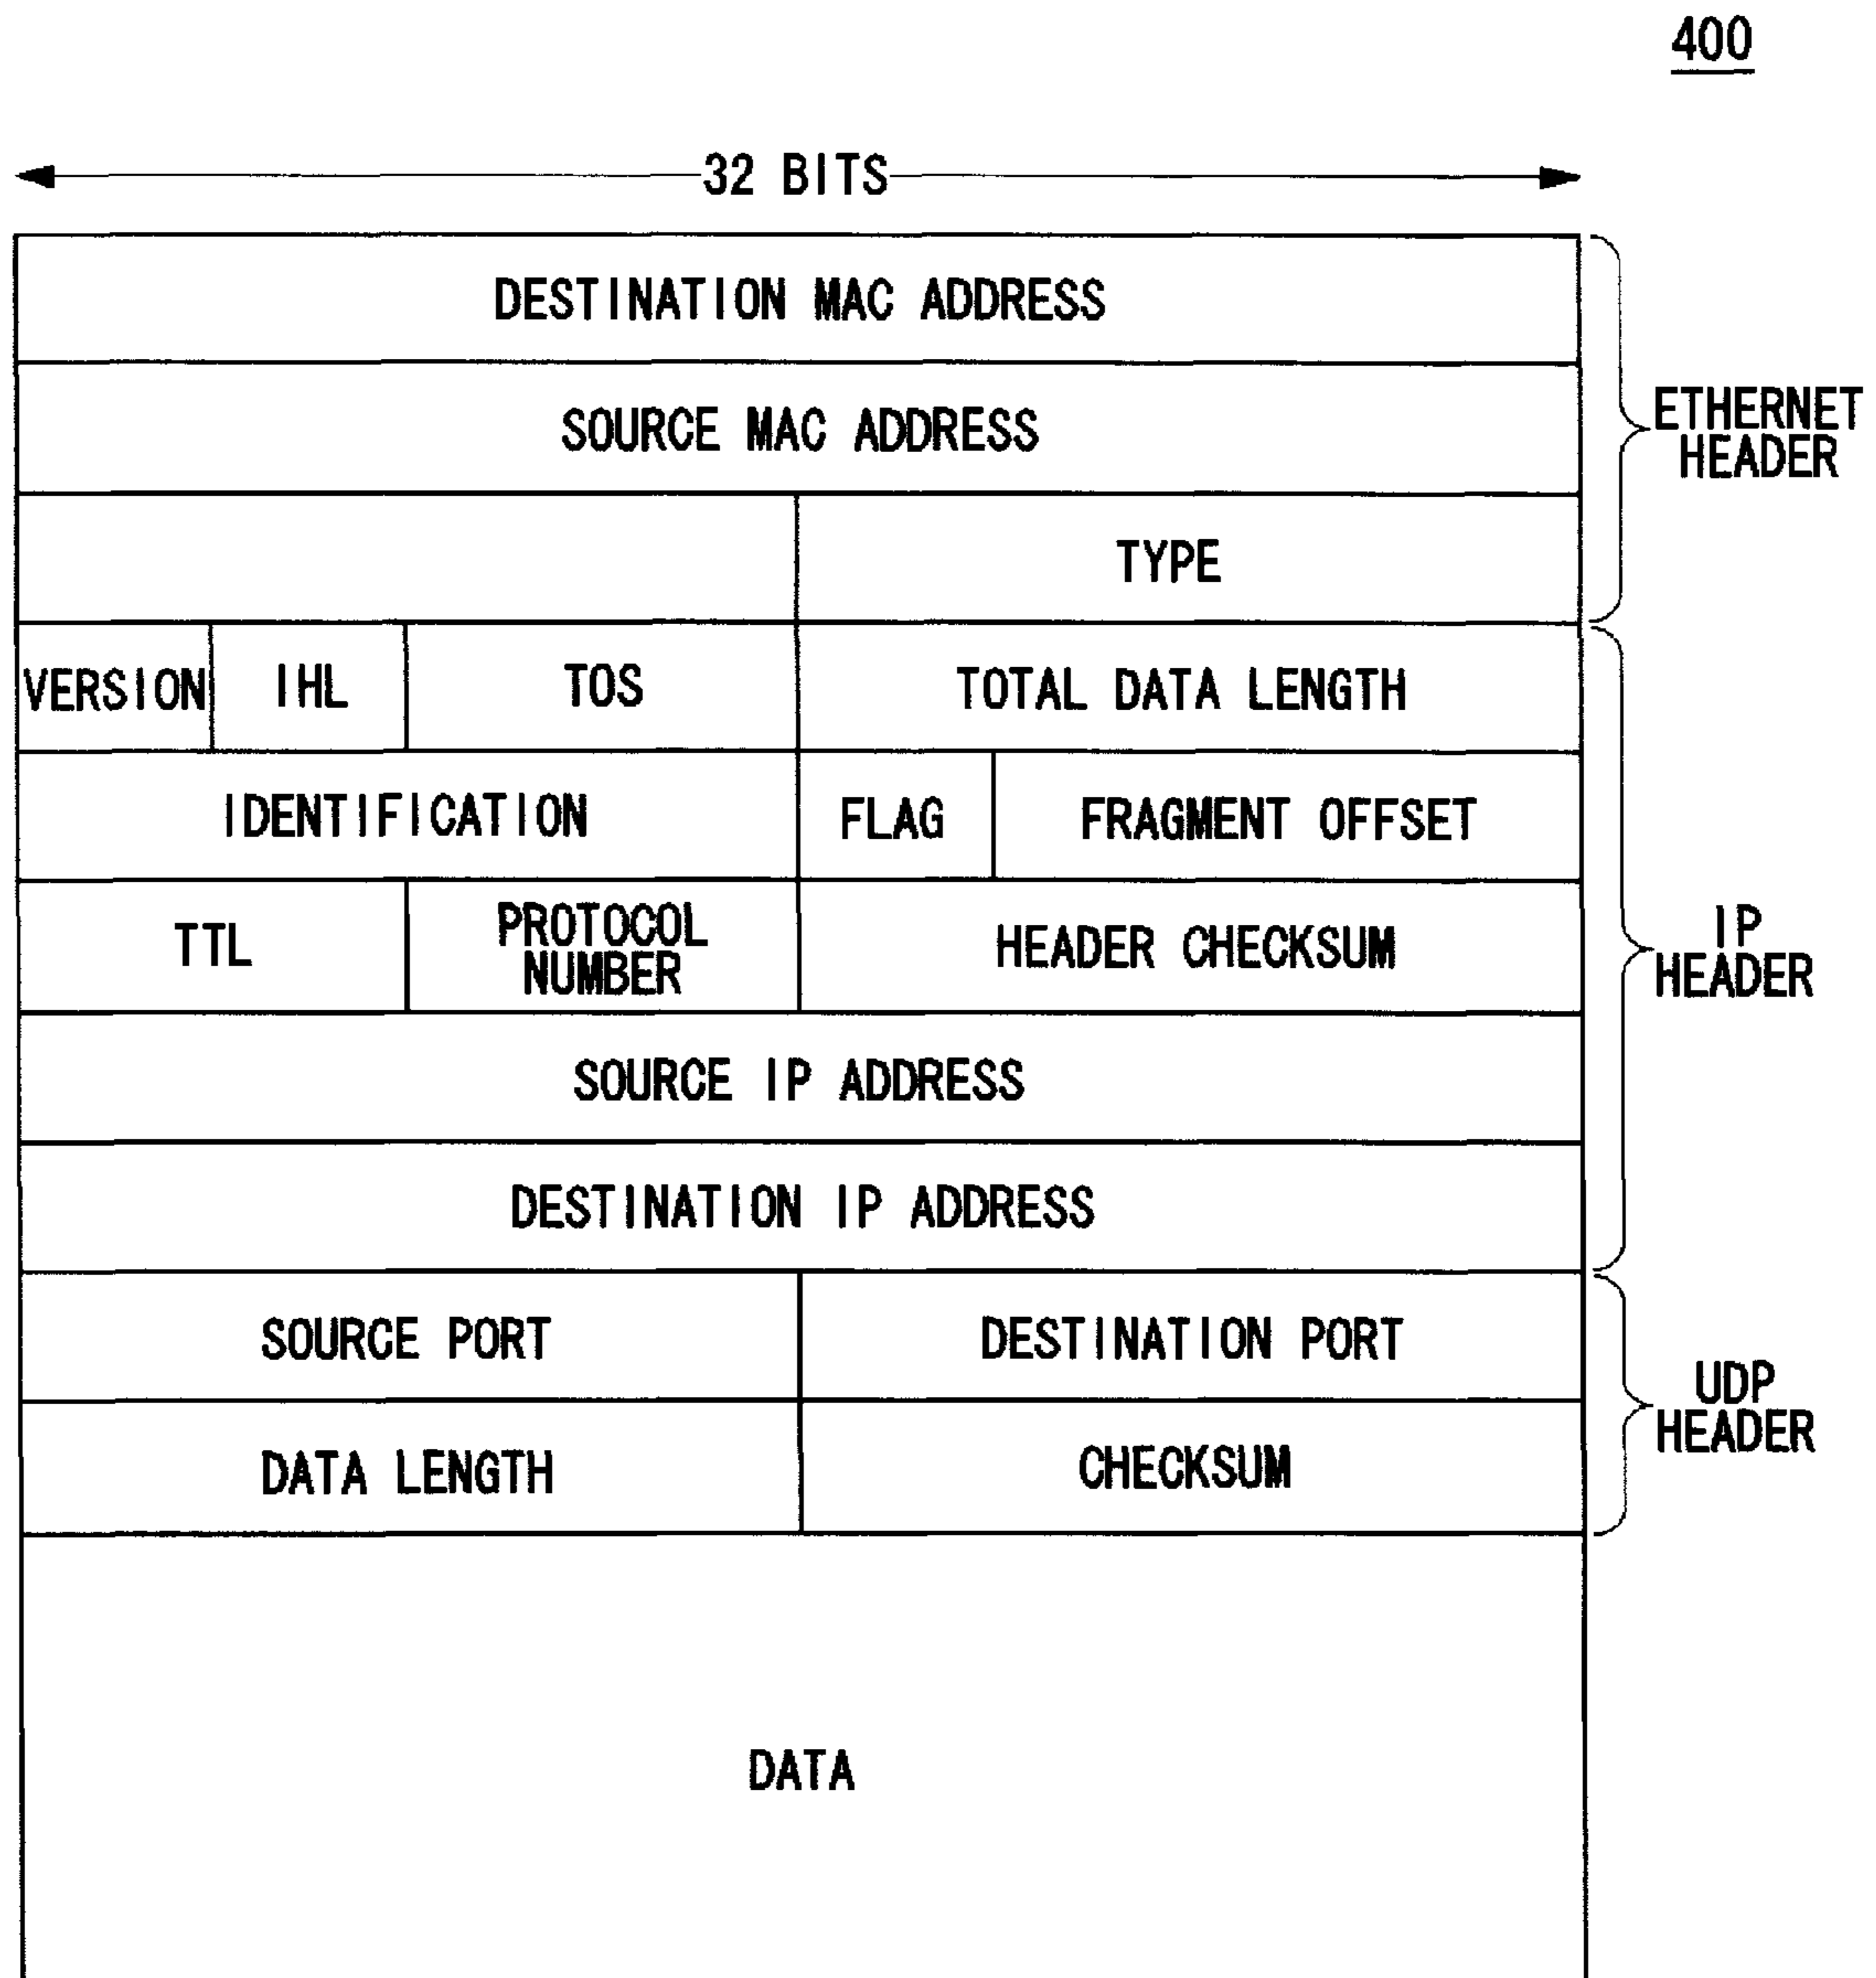 400
32 BITS
DESTINATION MAC ADDRESS
SOURCE MAC ADDRESS
ETHERNET
HEADER
TYPE
VERSION IHL TOS TOTAL DATA LENGTH
IDENTIFICATION FLAG FRAGMENT OFFSET
TTL PROTOCOL
NUMBER HEADER CHECKSUM
IP
HEADER
SOURCE IP ADDRESS
DESTINATION IP ADDRESS
SOURCE PORT DESTINATION PORT
UDP
HEADER
DATA LENGTH CHECKSUM
DATA